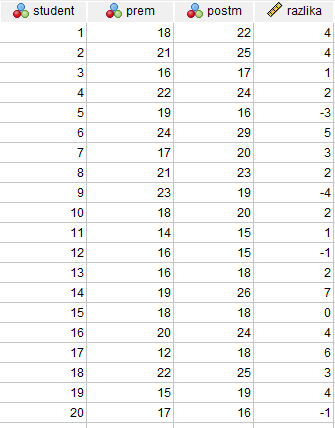 student prem postm razlika
1 18 22 4
2 21 25 4
3 16 17 1
4 22 24 2
5 19 16 -3
6 24 29 5
7 17 20 3
8 21 23 2
9 23 19 -4
10 18 20 2
11 14 15 1
12 16 15 -1
13 16 18 2
14 19 26 7
15 18 18 0
16 20 24 4
17 12 18 6
18 22 25 3
19 15 19 4
20 17 16 -1